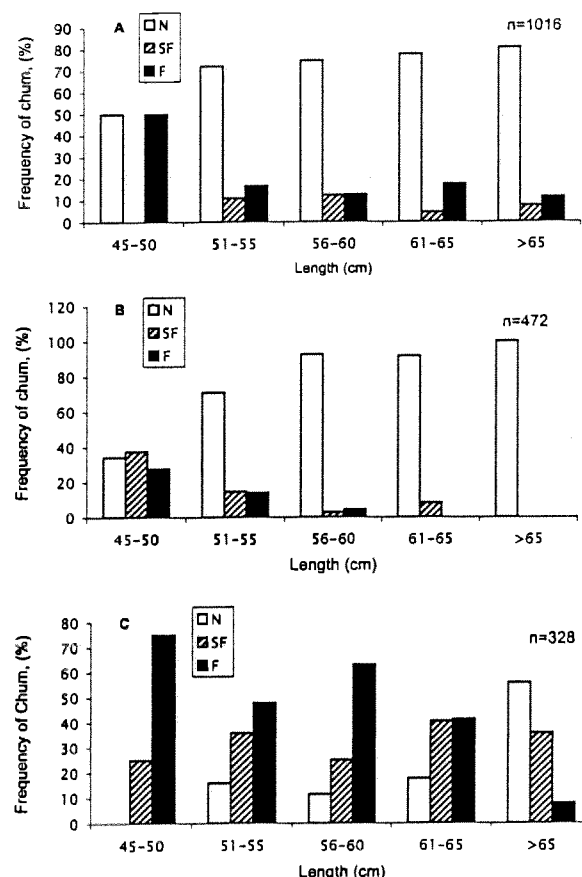 A
N
SF
F
n=1016
Frequency of chum, (%)
90
80
70
60
50
40
30
20
10
0
45-50 51-55 56-60 61-65 >65
Length (cm)
B
N
SF
F
n=472
Frequency of chum, (%)
120
100
80
60
40
20
0
45-50 51-55 56-60 61-65 >65
Length (cm)
C
N
SF
F
n=328
Frequency of Chum, (%)
80
70
60
50
40
30
20
10
0
45-50 51-55 56-60 61-65 >65
Length (cm)